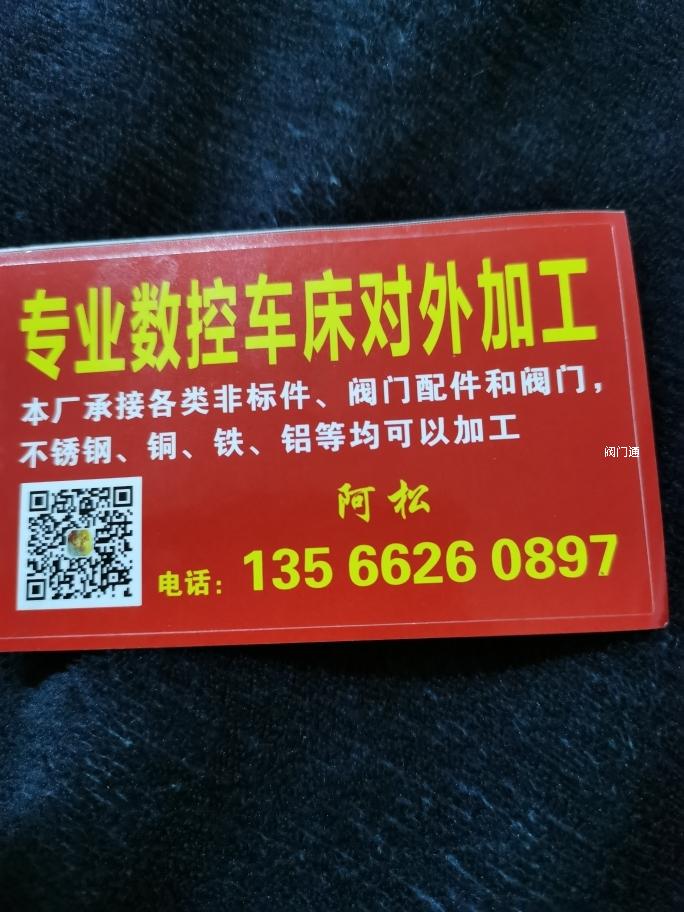 专业数控车床对外加工
本厂承接各类非标件、阀门配件和阀门，
不锈钢、铜、铁、铝等均可以加工
阀门通
阿松
电话：135 6626 0897